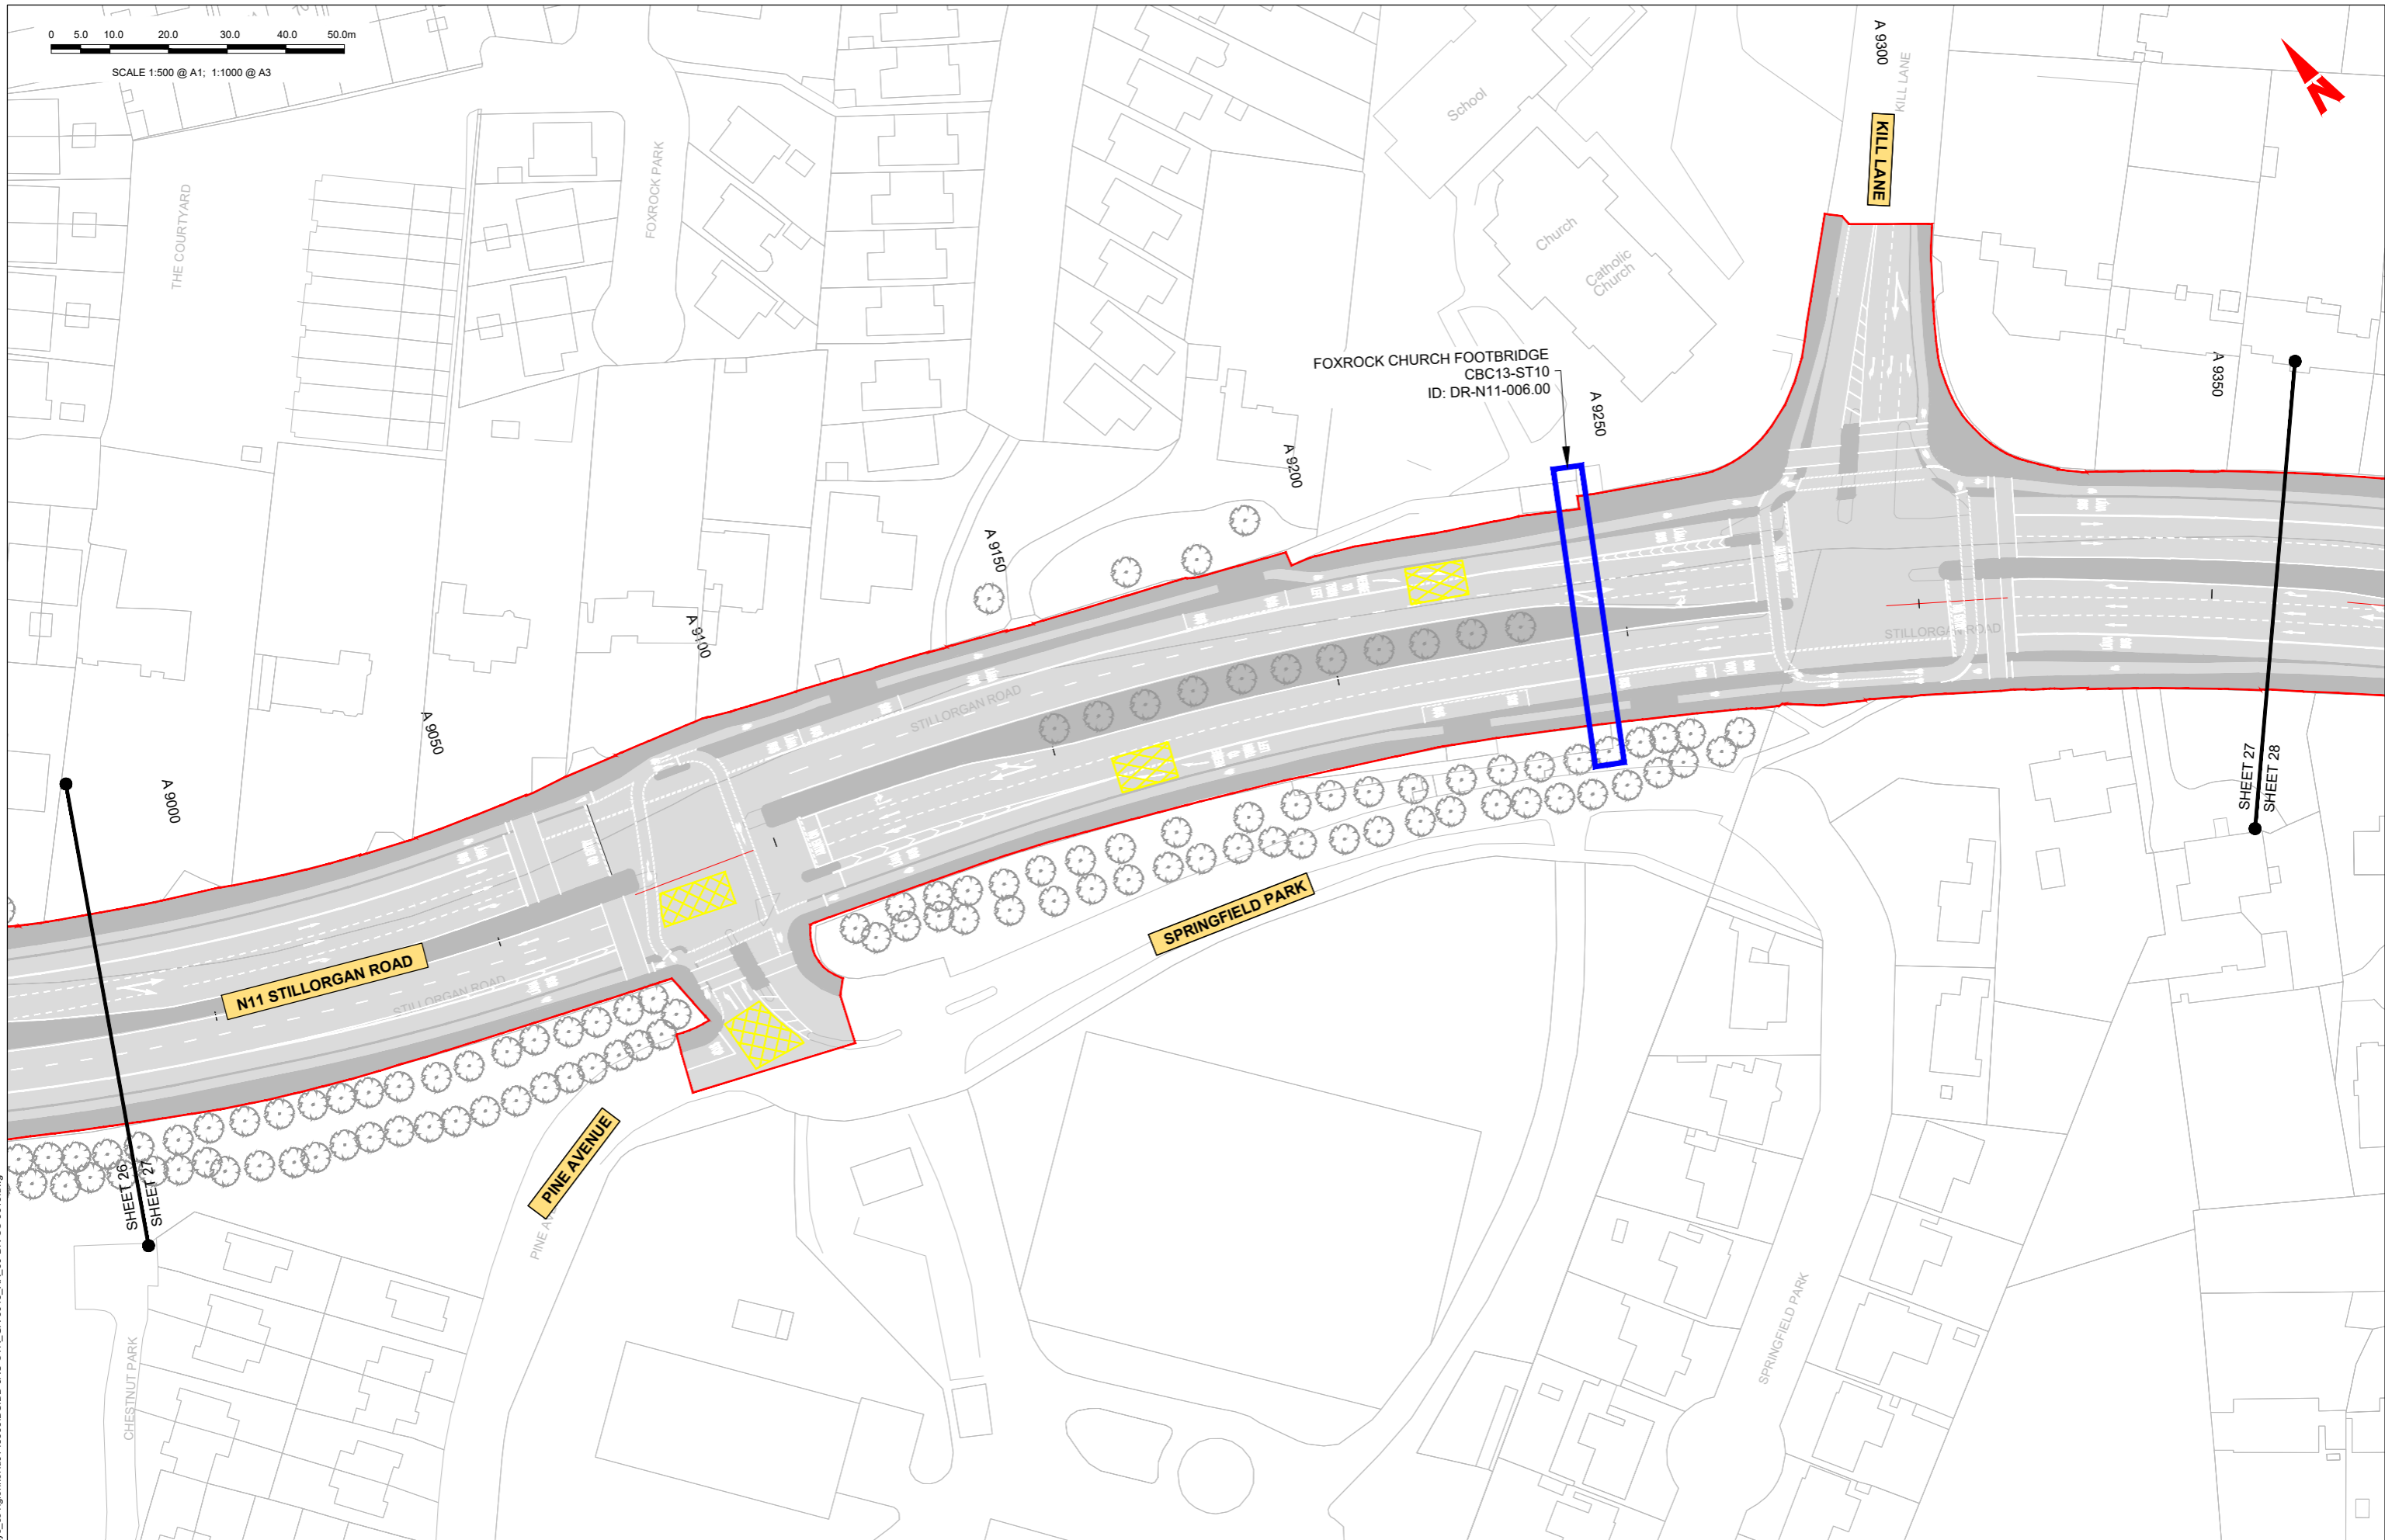 0 5.0 10.0 20.0 30.0 40.0 50.0m
SCALE 1:500 @ A1; 1:1000 @ A3
THE COURTYARD
FOXROCK PARK
School
Church
Catholic
Church
A 9300
KILL LANE
KILL LANE
FOXROCK CHURCH FOOTBRIDGE
CBC13-ST10
ID: DR-N11-006.00
A 9250
A 9350
A 9200
A 9150
A 9100
A 9050
A 9000
STILLORGAN ROAD
STILLORGAN ROAD
STILLORGAN ROAD
N11 STILLORGAN ROAD
SPRINGFIELD PARK
PINE AVENUE
SHEET 27
SHEET 28
SHEET 26
SHEET 27
CHESTNUT PARK
SPRINGFIELD PARK